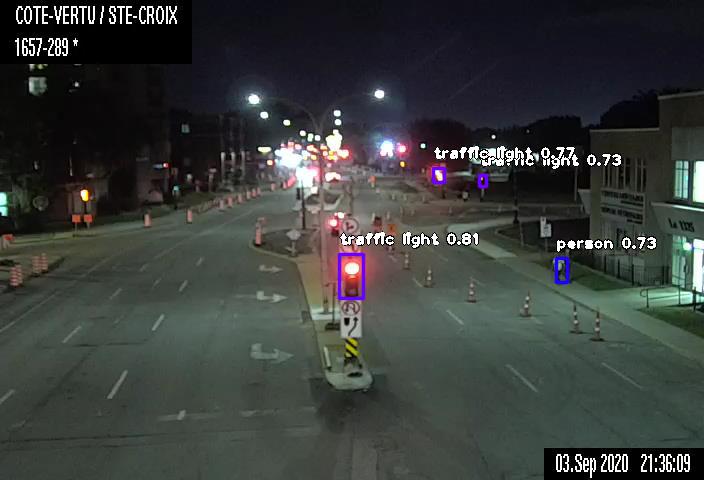 COTE-VERTU / STE-CROIX
1657-289 *
traffic light 0.77
traffic light 0.73
traffic light 0.81
person 0.73
03.Sep 2020 21:36:09